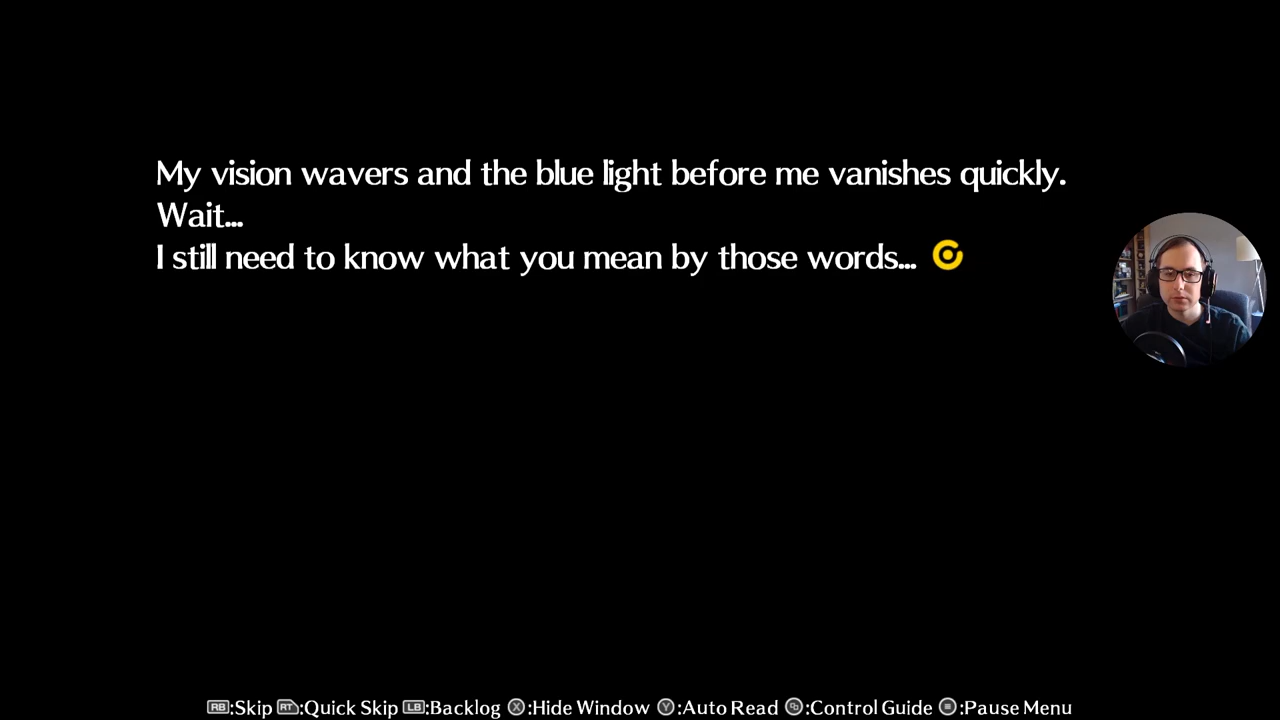 My vision wavers and the blue light before me vanishes quickly.
Wait...
I still need to know what you mean by those words...
RB:Skip RT:Quick Skip LB:Backlog X:Hide Window Y:Auto Read :Control Guide :Pause Menu